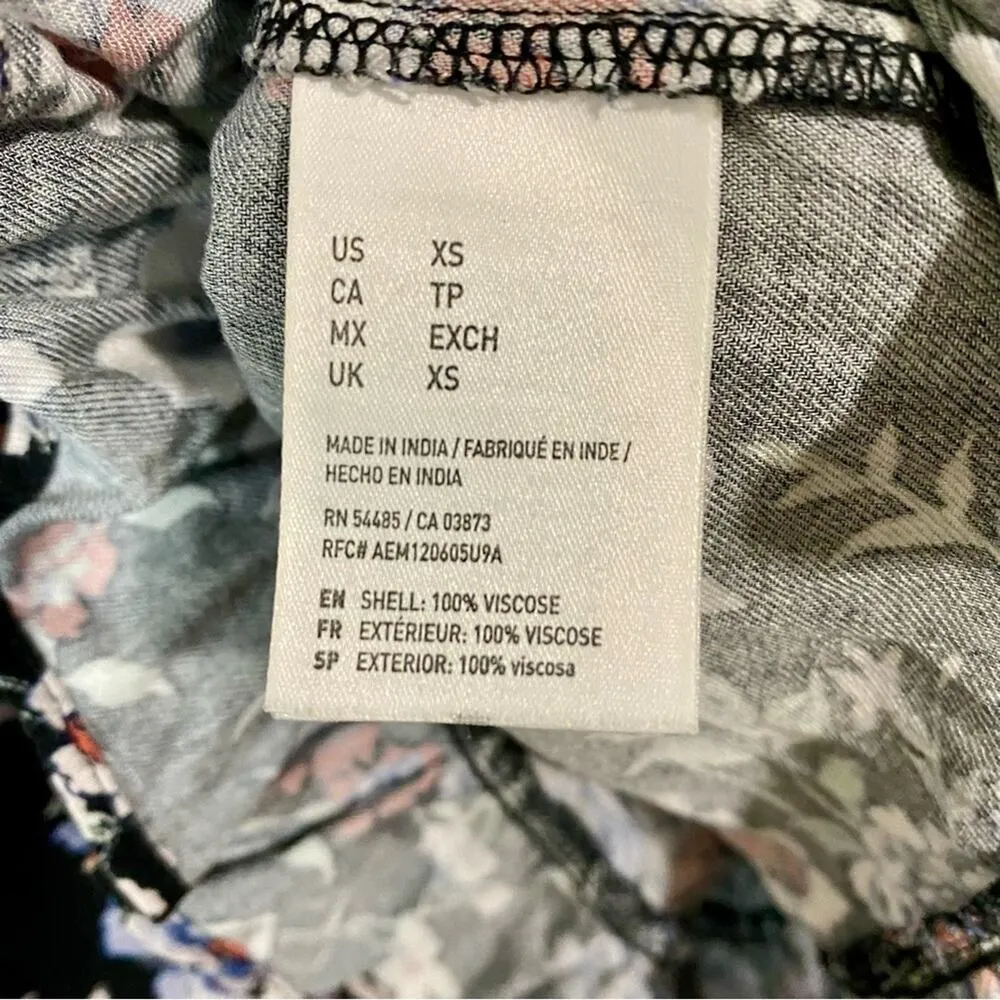 US XS
CA TP
MX EXCH
UK XS
MADE IN INDIA / FABRIQUÉ EN INDE /
HECHO EN INDIA
RN 54485 / CA 03873
RFC# AEM120605U9A
EN SHELL: 100% VISCOSE
FR EXTÉRIEUR: 100% VISCOSE
SP EXTERIOR: 100% viscosa